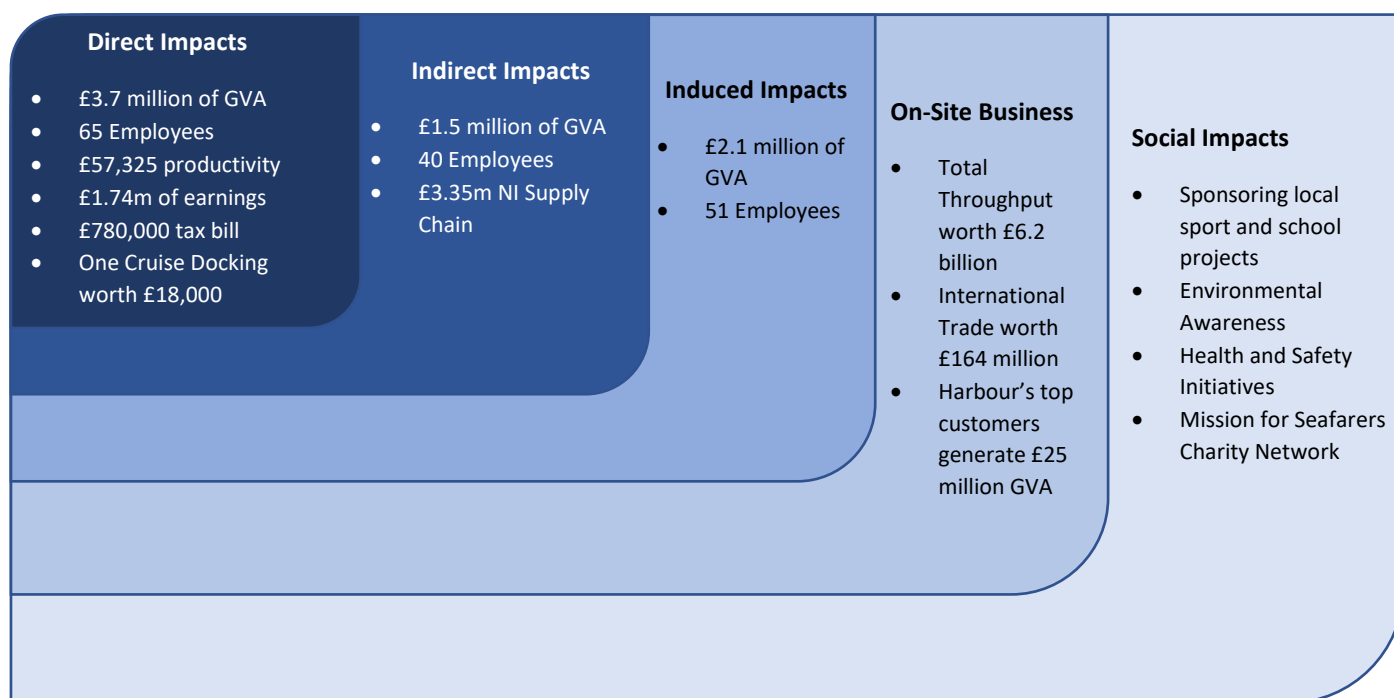 Direct Impacts
• £3.7 million of GVA
• 65 Employees
• £57,325 productivity
• £1.74m of earnings
• £780,000 tax bill
• One Cruise Docking
worth £18,000
Indirect Impacts
• £1.5 million of GVA
• 40 Employees
• £3.35m NI Supply
Chain
Induced Impacts
• £2.1 million of
GVA
• 51 Employees
On-Site Business
• Total
Throughput
worth £6.2
billion
• International
Trade worth
£164 million
• Harbour’s top
customers
generate £25
million GVA
Social Impacts
• Sponsoring local
sport and school
projects
• Environmental
Awareness
• Health and Safety
Initiatives
• Mission for Seafarers
Charity Network